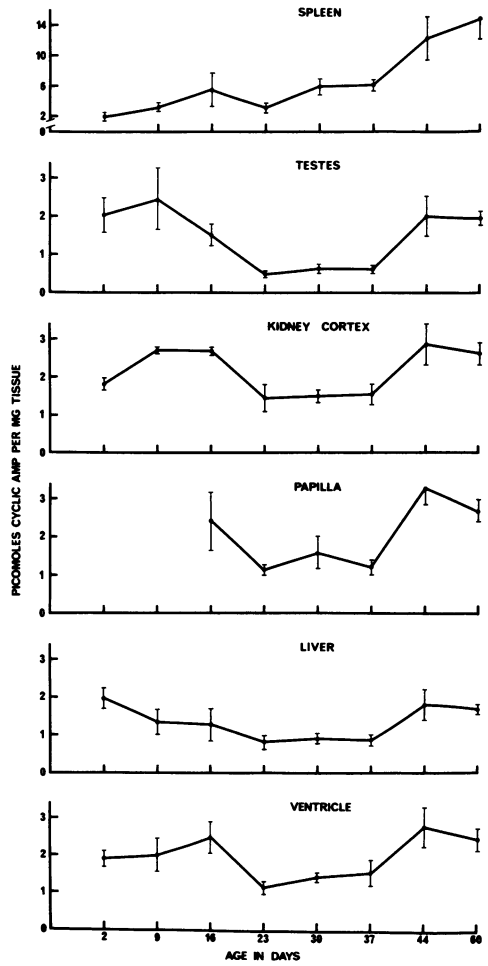 SPLEEN
14
10
6
2
0
TESTES
3
2
1
0
KIDNEY CORTEX
3
2
1
0
PICOMOLES CYCLIC AMP PER MG TISSUE
PAPILLA
3
2
1
0
LIVER
3
2
1
0
VENTRICLE
3
2
1
0
2 9 16 23 30 37 44 60
AGE IN DAYS